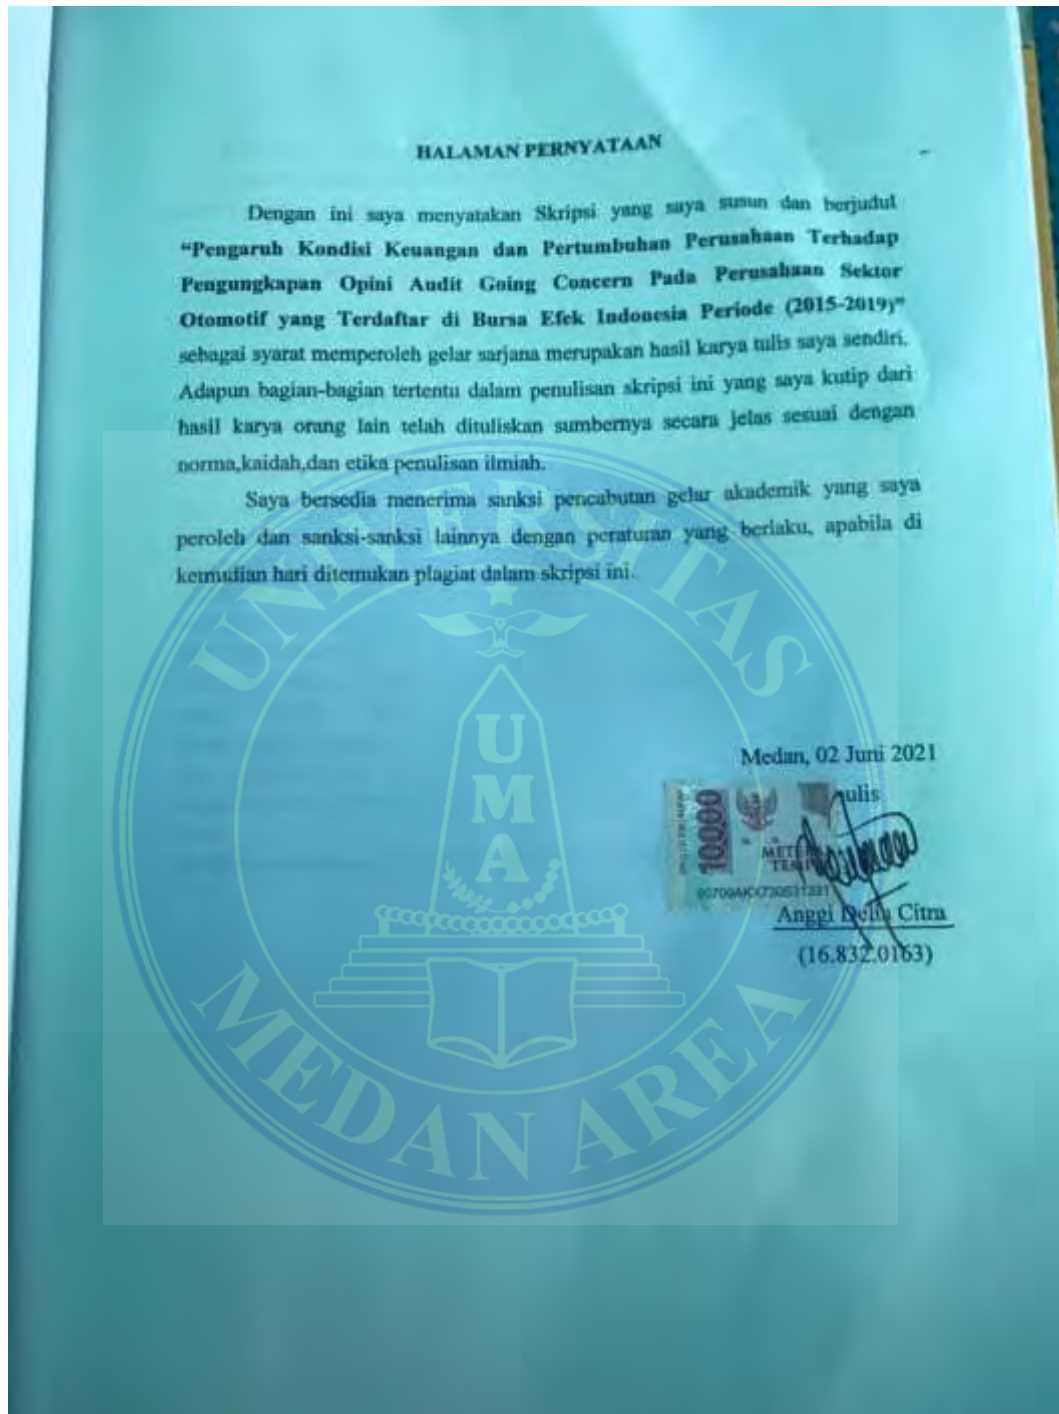 HALAMAN PERNYATAAN
Dengan ini saya menyatakan Skripsi yang saya susun dan berjudul
“Pengaruh Kondisi Keuangan dan Pertumbuhan Perusahaan Terhadap
Pengungkapan Opini Audit Going Concern Pada Perusahaan Sektor
Otomotif yang Terdaftar di Bursa Efek Indonesia Periode (2015-2019)”
sebagai syarat memperoleh gelar sarjana merupakan hasil karya tulis saya sendiri.
Adapun bagian-bagian tertentu dalam penulisan skripsi ini yang saya kutip dari
hasil karya orang lain telah dituliskan sumbernya secara jelas sesuai dengan
norma,kaidah,dan etika penulisan ilmiah.
Saya bersedia menerima sanksi pencabutan gelar akademik yang saya
peroleh dan sanksi-sanksi lainnya dengan peraturan yang berlaku, apabila di
kemudian hari ditemukan plagiat dalam skripsi ini.
UNIVERSITAS
UMA
MEDAN AREA
Medan, 02 Juni 2021
ulis
10000
Anggi Citra
(16.832.0163)